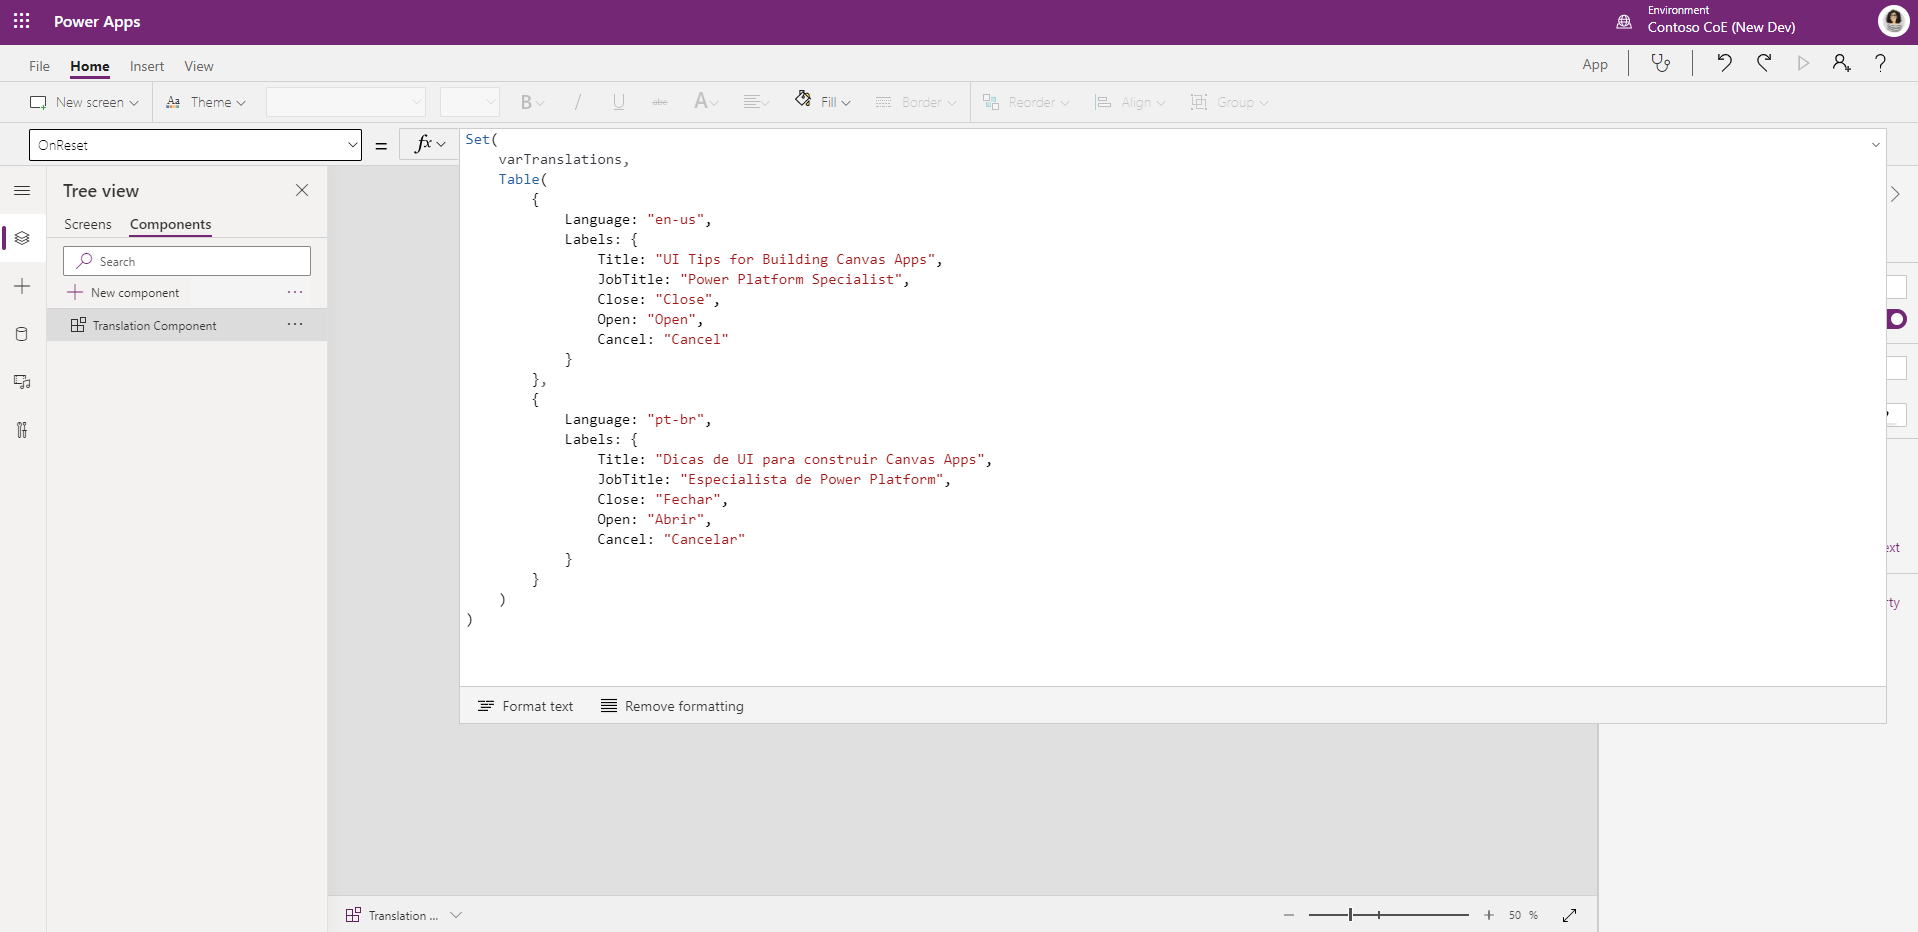 Power Apps
Environment
Contoso CoE (New Dev)
File Home Insert View
App
New screen Theme B / U abc A Fill Border Reorder Align Group
OnReset = fx
Set(
varTranslations,
Table(
{
Language: "en-us",
Labels: {
Title: "UI Tips for Building Canvas Apps",
JobTitle: "Power Platform Specialist",
Close: "Close",
Open: "Open",
Cancel: "Cancel"
}
},
{
Language: "pt-br",
Labels: {
Title: "Dicas de UI para construir Canvas Apps",
JobTitle: "Especialista de Power Platform",
Close: "Fechar",
Open: "Abrir",
Cancel: "Cancelar"
}
}
)
)
Format text Remove formatting
Tree view
Screens Components
Search
New component ...
Translation Component ...
ext
rty
Translation ...
50 %